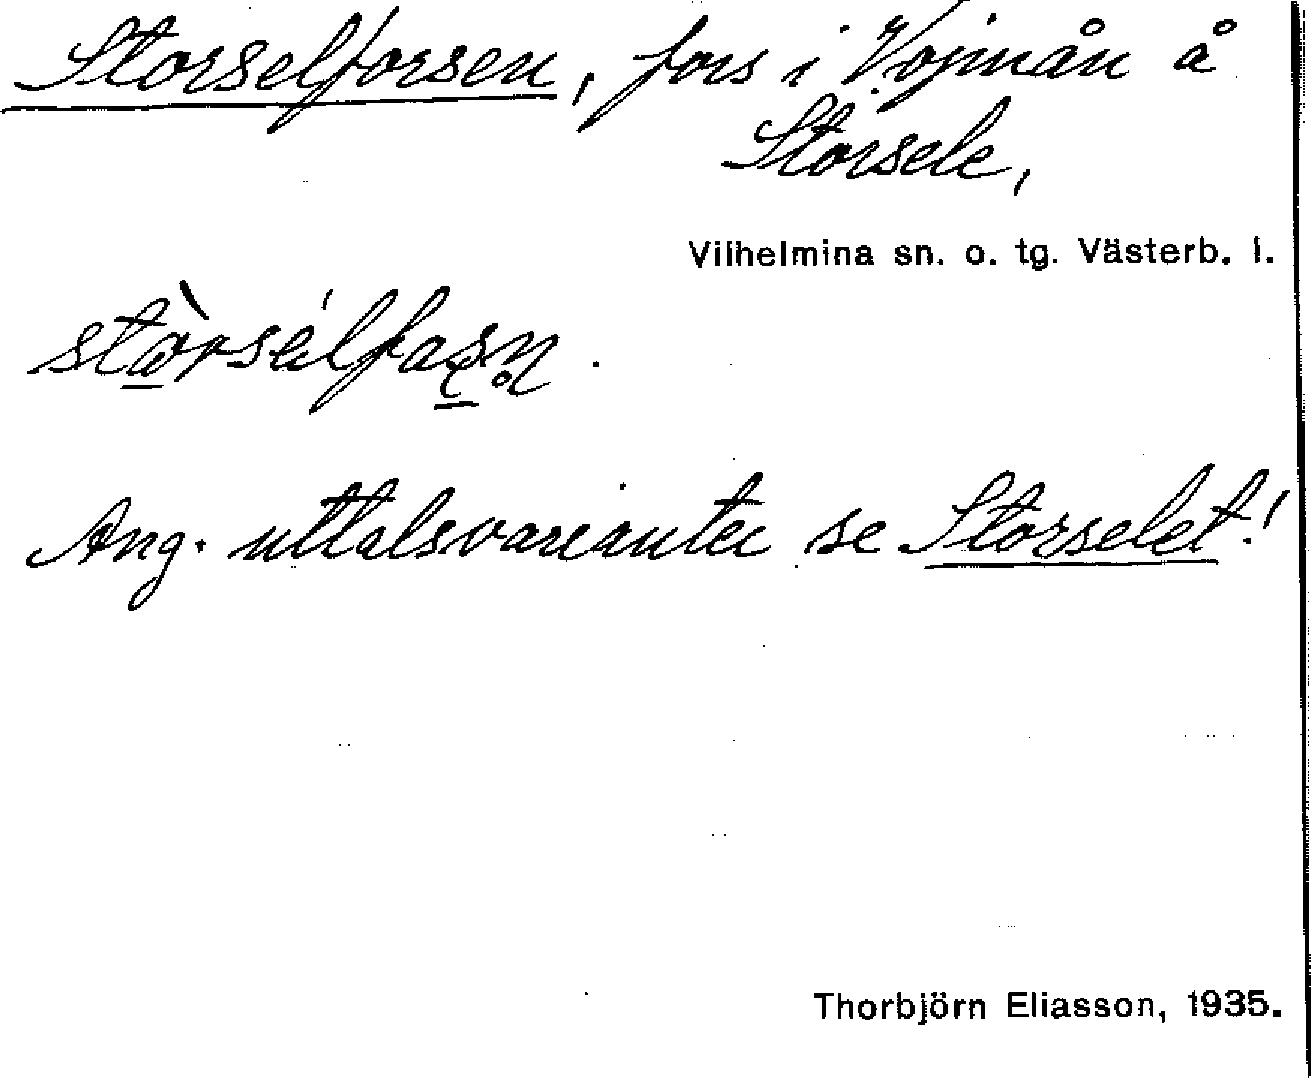 Storselforsen, fors i Vojmån å
Storsele,
Vilhelmina sn. o. tg. Västerb. l.
Ang. uttalsvarianter se Storselet!
Thorbjörn Eliasson, 1935.